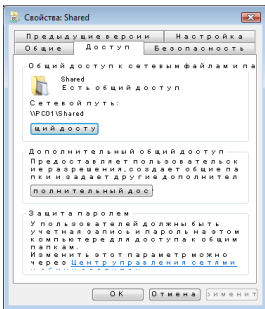 Свойства: Shared
Предыдущие версии
Настройка
Общие
Доступ
Безопасность
Общий доступ к сетевым файлам и па
Shared
Есть общий доступ
Сетевой путь:
\\PC01\Shared
щий досту
Дополнительный общий доступ
Предоставляет пользовательск
ие разрешения, создает общие па
пки и задает другие дополнител
полнительный дос
Защита паролем
У пользователей должны быть
учетная запись и пароль на этом
компьютере для доступа к общим
папкам.
Изменить этот параметр можно
через Центр управления сетями
OK
Отмена
рименит